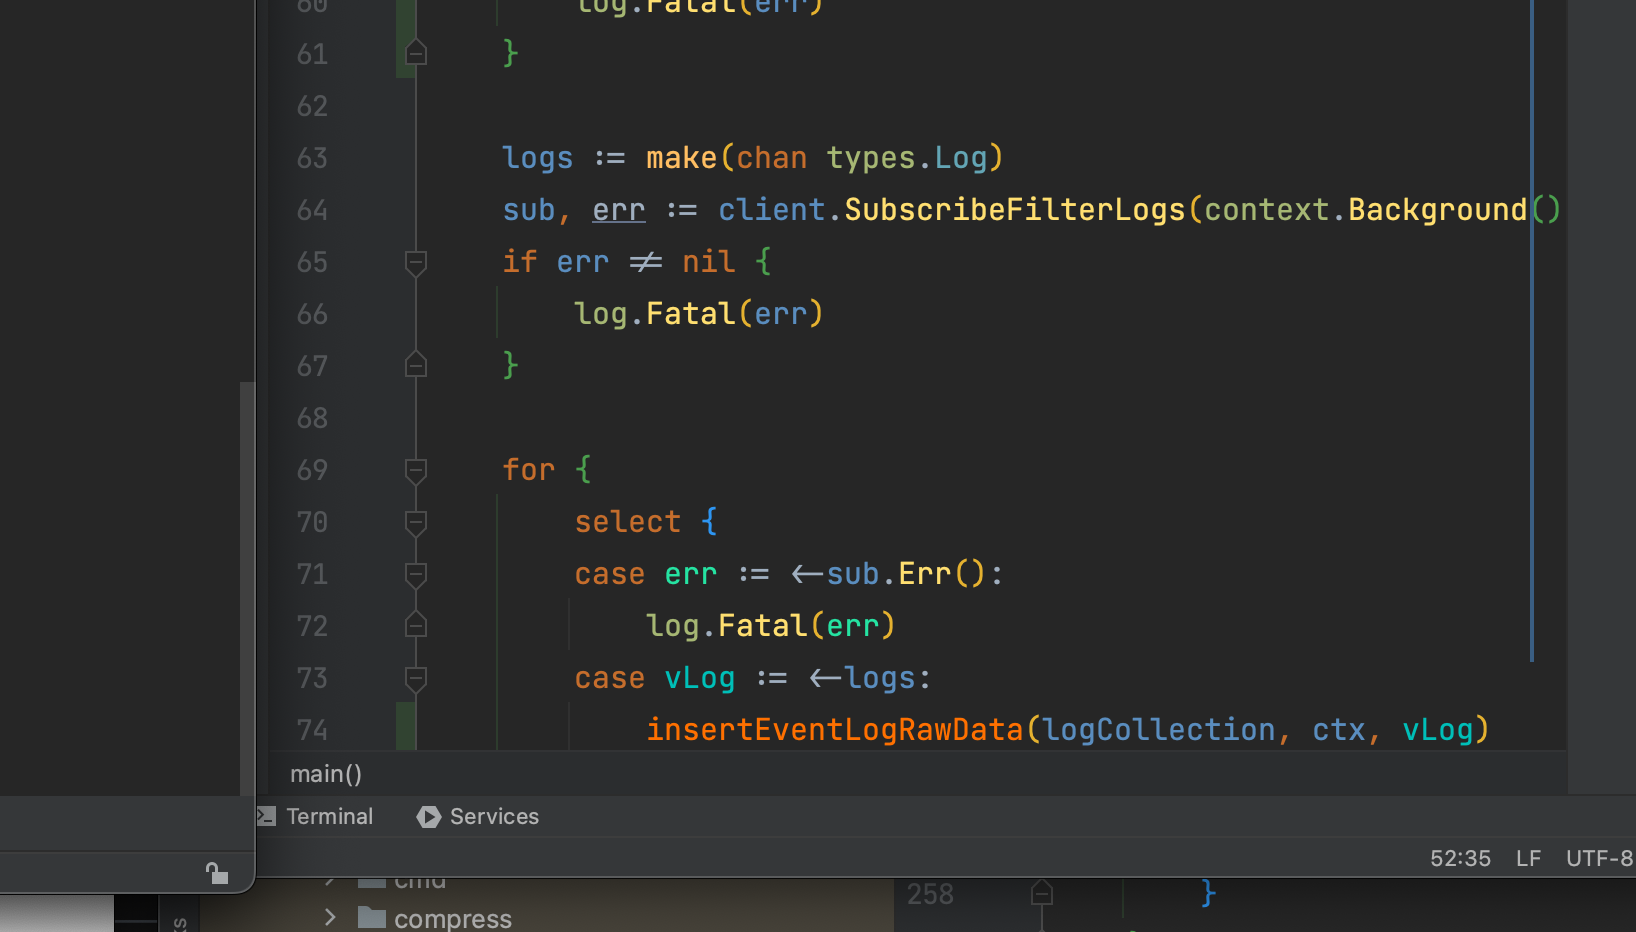 60 log.Fatal(err)
61 }
62
63 logs := make(chan types.Log)
64 sub, err := client.SubscribeFilterLogs(context.Background()
65 if err != nil {
66 log.Fatal(err)
67 }
68
69 for {
70 select {
71 case err := <-sub.Err():
72 log.Fatal(err)
73 case vLog := <-logs:
74 insertEventLogRawData(logCollection, ctx, vLog)
main()
Terminal Services
52:35 LF UTF-8
cmd
258 }
compress